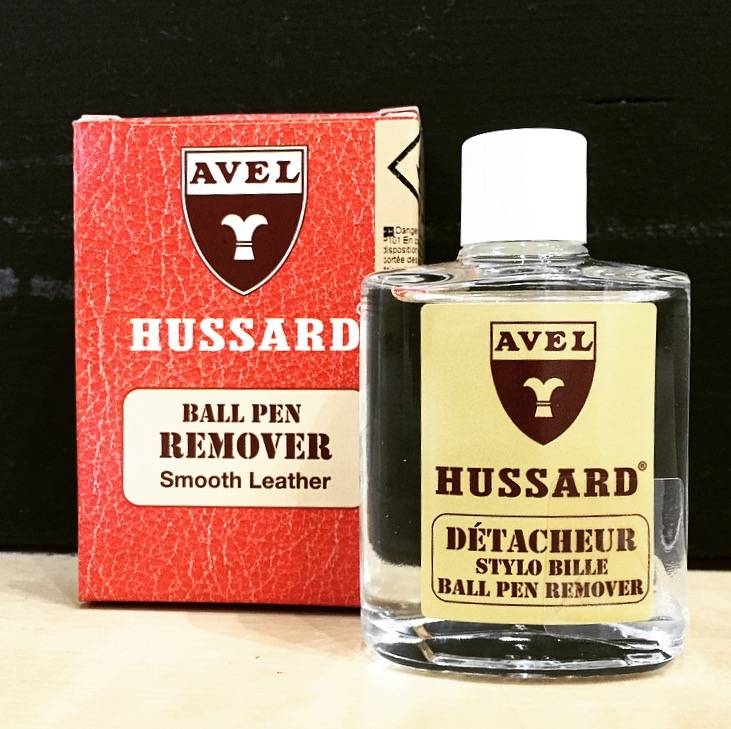 AVEL
HUSSARD
BALL PEN
REMOVER
Smooth Leather
AVEL
HUSSARD®
DÉTACHEUR
STYLO BILLE
BALL PEN REMOVER